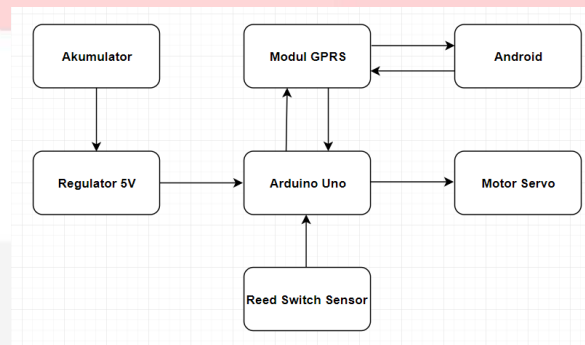 Akumulator
Modul GPRS
Android
Regulator 5V
Arduino Uno
Motor Servo
Reed Switch Sensor